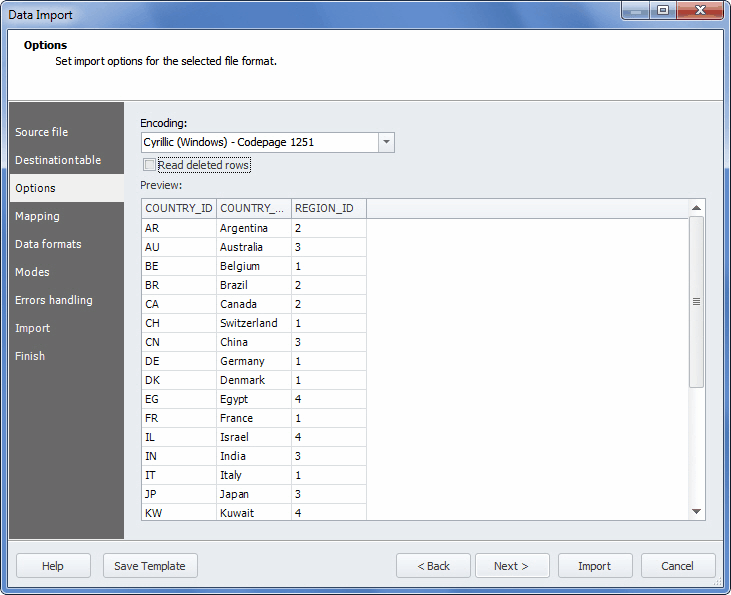 Data Import
Options
Set import options for the selected file format.
Source file
Destinationtable
Options
Mapping
Data formats
Modes
Errors handling
Import
Finish
Encoding:
Cyrillic (Windows) - Codepage 1251
Read deleted rows
Preview:
COUNTRY_ID COUNTRY_... REGION_ID
AR Argentina 2
AU Australia 3
BE Belgium 1
BR Brazil 2
CA Canada 2
CH Switzerland 1
CN China 3
DE Germany 1
DK Denmark 1
EG Egypt 4
FR France 1
IL Israel 4
IN India 3
IT Italy 1
JP Japan 3
KW Kuwait 4
Help Save Template < Back Next > Import Cancel